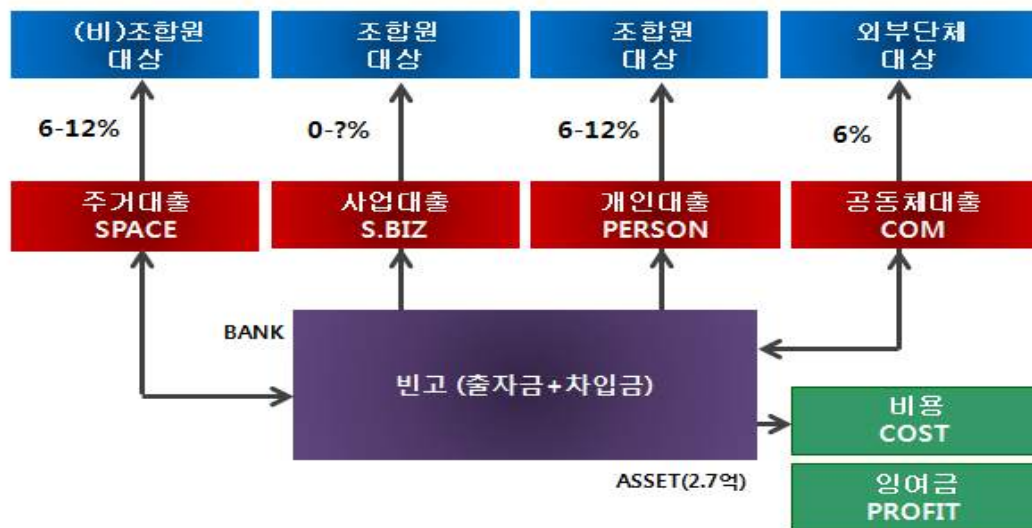 (비)조합원
대상
조합원
대상
조합원
대상
외부단체
대상
6-12%
0-?%
6-12%
6%
주거대출
SPACE
사업대출
S.BIZ
개인대출
PERSON
공동체대출
COM
BANK
빈고 (출자금+차입금)
비용
COST
ASSET(2.7억)
잉여금
PROFIT